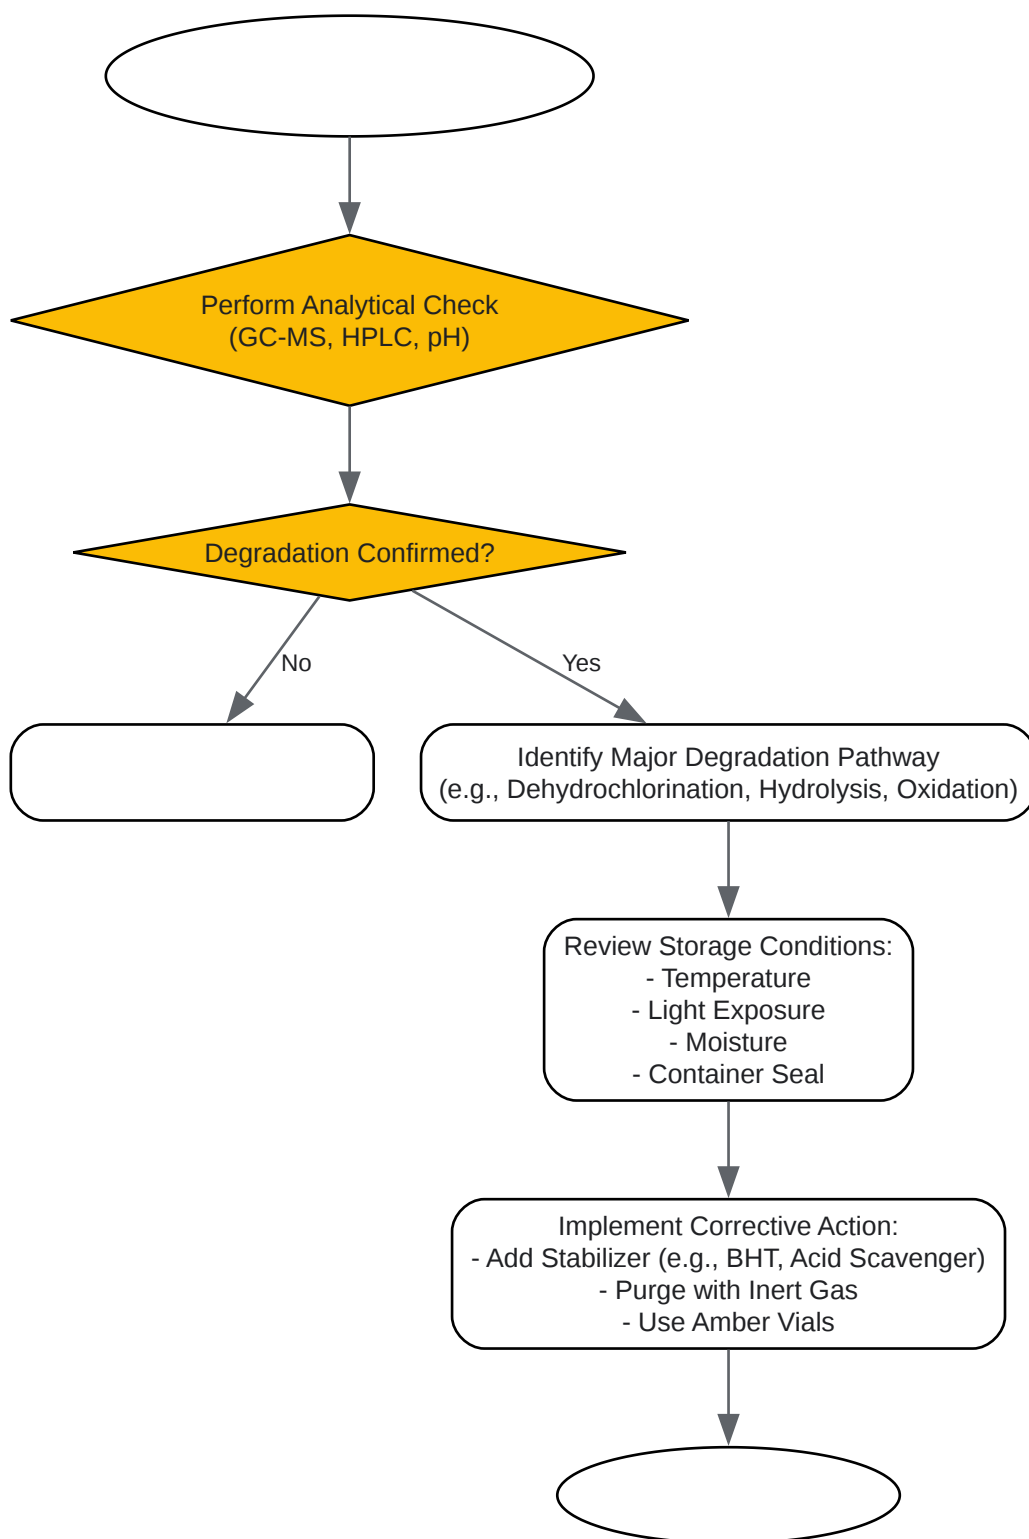 Perform Analytical Check
(GC-MS, HPLC, pH)
Degradation Confirmed?
No
Yes
Identify Major Degradation Pathway
(e.g., Dehydrochlorination, Hydrolysis, Oxidation)
Review Storage Conditions:
- Temperature
- Light Exposure
- Moisture
- Container Seal
Implement Corrective Action:
- Add Stabilizer (e.g., BHT, Acid Scavenger)
- Purge with Inert Gas
- Use Amber Vials